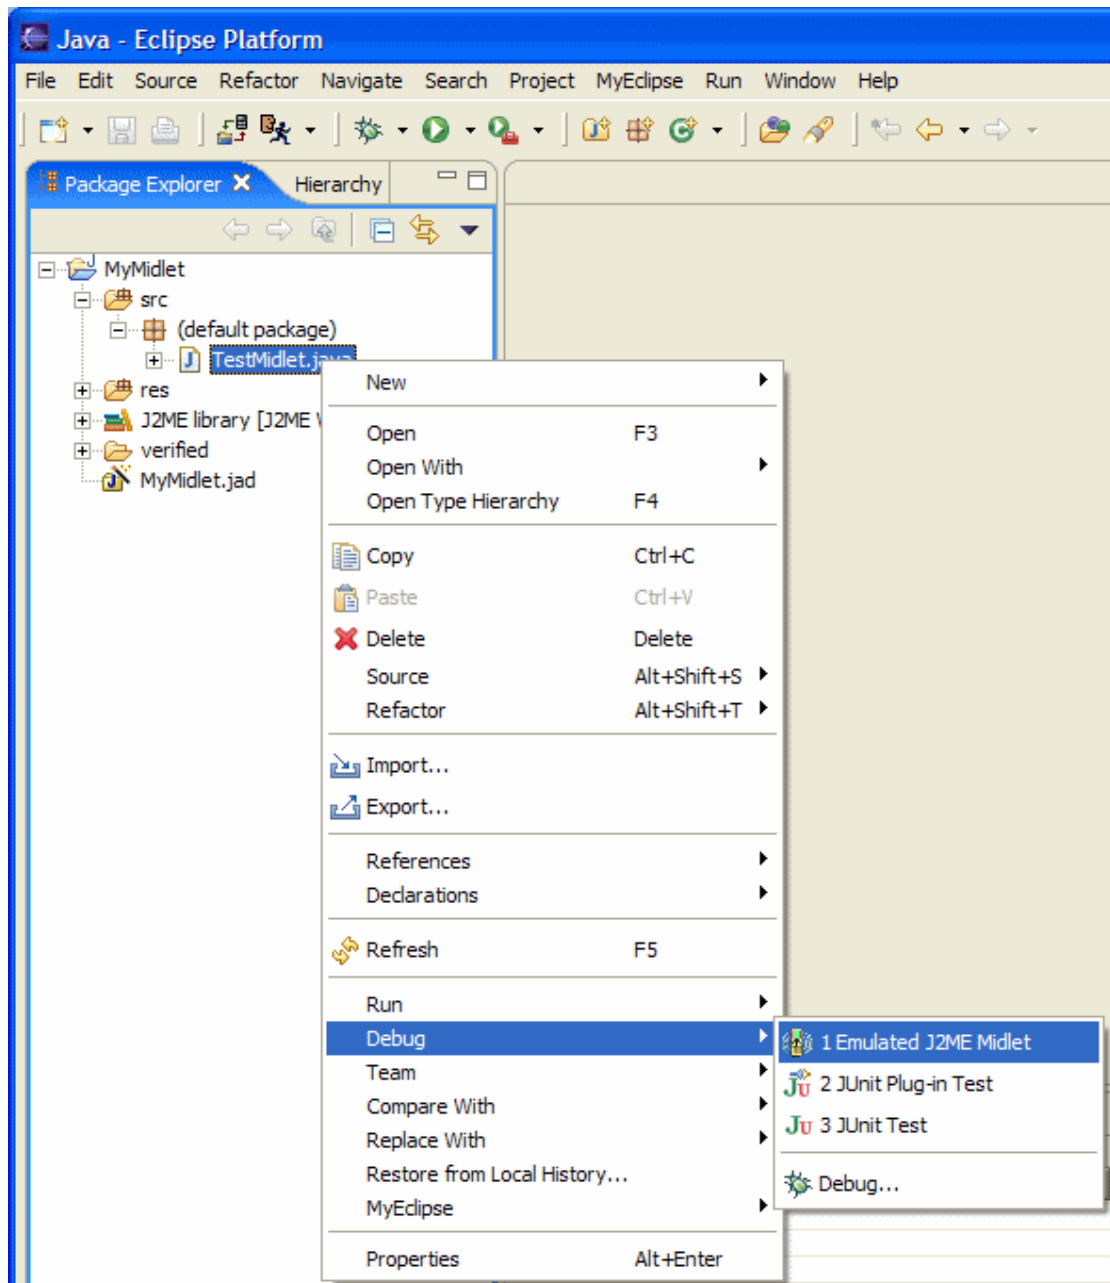 Java - Eclipse Platform
File Edit Source Refactor Navigate Search Project MyEclipse Run Window Help
Package Explorer Hierarchy
MyMidlet
src
(default package)
TestMidlet.java
res
J2ME library [J2ME
verified
MyMidlet.jad
New
Open F3
Open With
Open Type Hierarchy F4
Copy Ctrl+C
Paste Ctrl+V
Delete Delete
Source Alt+Shift+S
Refactor Alt+Shift+T
Import...
Export...
References
Declarations
Refresh F5
Run
Debug
Team
Compare With
Replace With
Restore from Local History...
MyEclipse
Properties Alt+Enter
1 Emulated J2ME Midlet
2 JUnit Plug-in Test
3 JUnit Test
Debug...